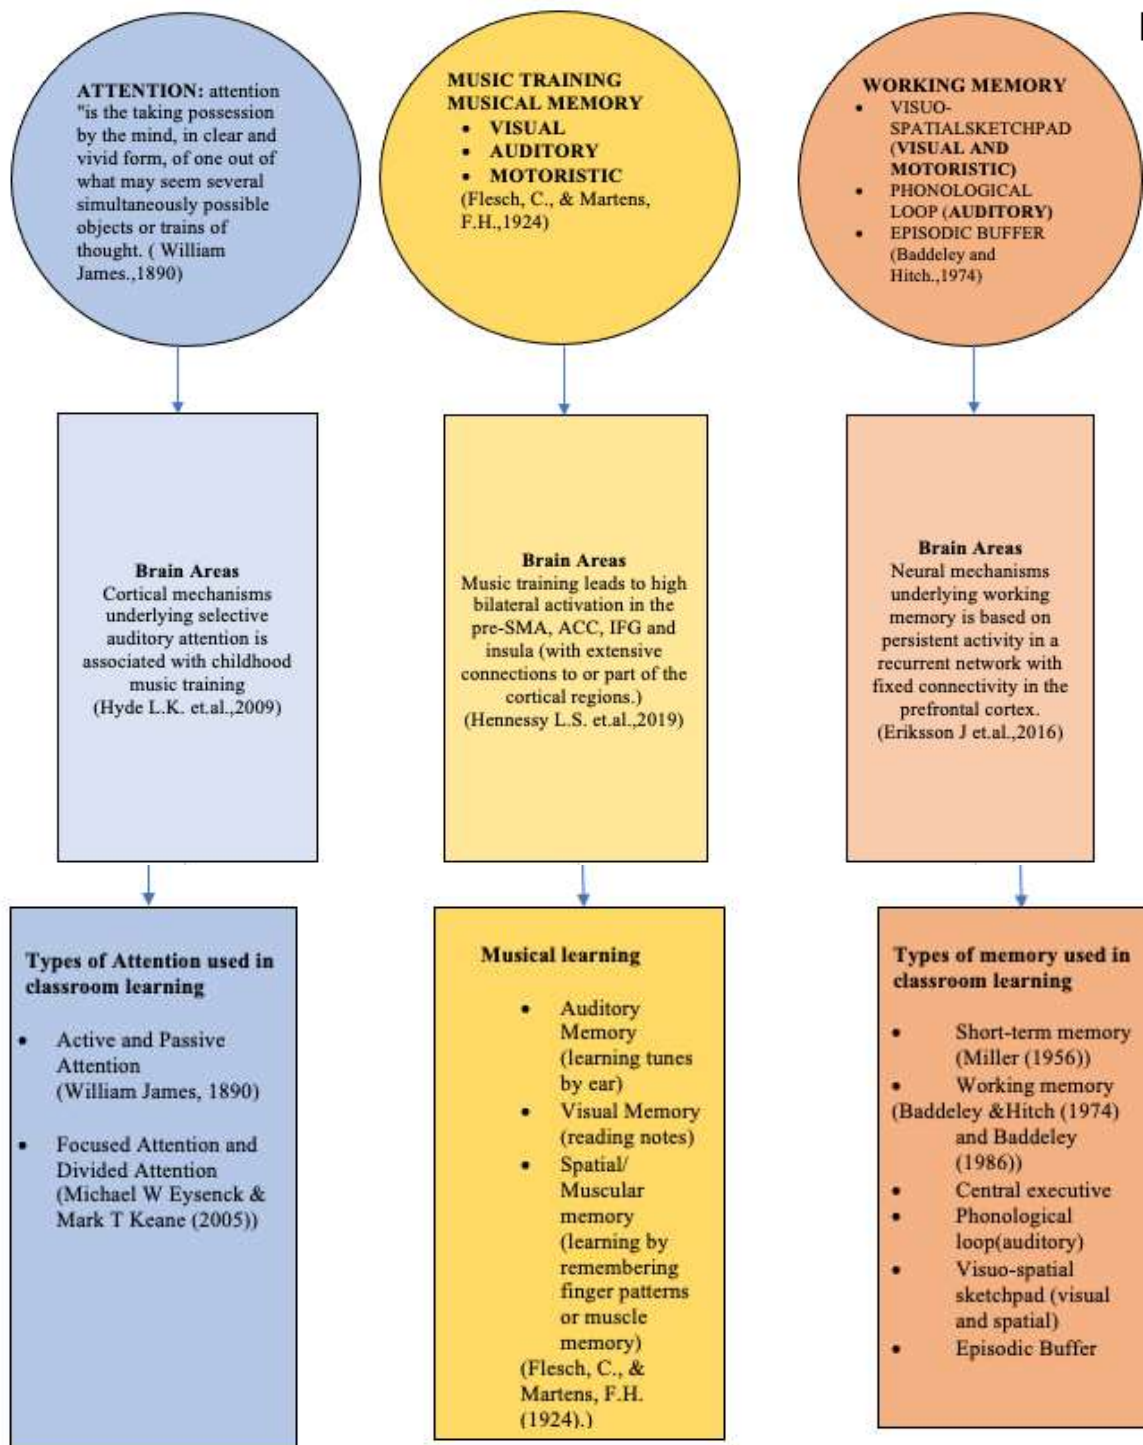 ATTENTION: attention
"is the taking possession
by the mind, in clear and
vivid form, of one out of
what may seem several
simultaneously possible
objects or trains of
thought. ( William
James.,1890)
MUSIC TRAINING
MUSICAL MEMORY
• VISUAL
• AUDITORY
• MOTORISTIC
(Flesch, C., & Martens,
F.H.,1924)
WORKING MEMORY
• VISUO-
SPATIALSKETCHPAD
(VISUAL AND
MOTORISTIC)
• PHONOLOGICAL
LOOP (AUDITORY)
• EPISODIC BUFFER
(Baddeley and
Hitch.,1974)
Brain Areas
Cortical mechanisms
underlying selective
auditory attention is
associated with childhood
music training
(Hyde L.K. et.al.,2009)
Brain Areas
Music training leads to high
bilateral activation in the
pre-SMA, ACC, IFG and
insula (with extensive
connections to or part of the
cortical regions.)
(Hennessy L.S. et.al.,2019)
Brain Areas
Neural mechanisms
underlying working
memory is based on
persistent activity in a
recurrent network with
fixed connectivity in the
prefrontal cortex.
(Eriksson J et.al.,2016)
Types of Attention used in
classroom learning
• Active and Passive
Attention
(William James, 1890)
• Focused Attention and
Divided Attention
(Michael W Eysenck &
Mark T Keane (2005))
Musical learning
• Auditory
Memory
(learning tunes
by ear)
• Visual Memory
(reading notes)
• Spatial/
Muscular
memory
(learning by
remembering
finger patterns
or muscle
memory)
(Flesch, C., &
Martens, F.H.
(1924).)
Types of memory used in
classroom learning
• Short-term memory
(Miller (1956))
• Working memory
(Baddeley &Hitch (1974)
and Baddeley
(1986))
• Central executive
• Phonological
loop(auditory)
• Visuo-spatial
sketchpad (visual
and spatial)
• Episodic Buffer